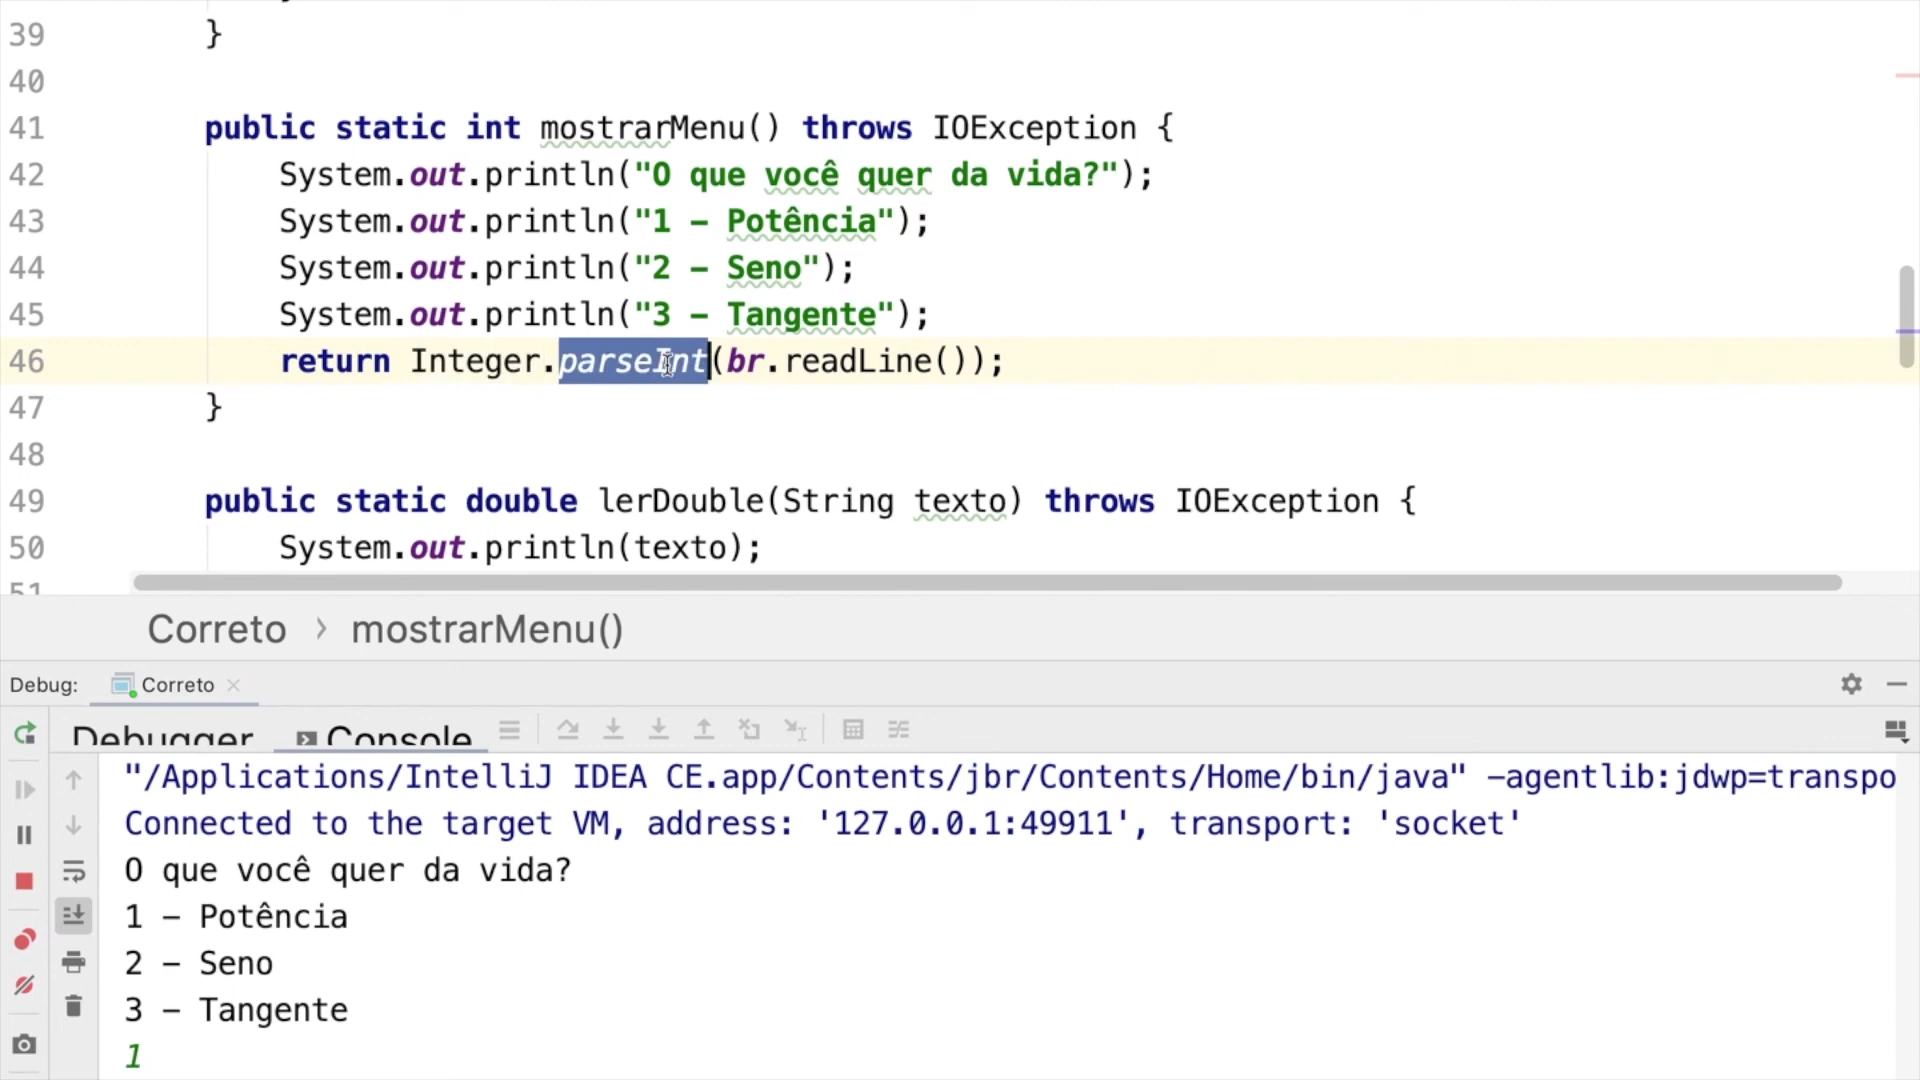 39 }
40
41 public static int mostrarMenu() throws IOException {
42 System.out.println("O que você quer da vida?");
43 System.out.println("1 - Potência");
44 System.out.println("2 - Seno");
45 System.out.println("3 - Tangente");
46 return Integer.parseInt(br.readLine());
47 }
48
49 public static double lerDouble(String texto) throws IOException {
50 System.out.println(texto);
51
Correto › mostrarMenu()
Debug: Correto
Debugger Console
"/Applications/IntelliJ IDEA CE.app/Contents/jbr/Contents/Home/bin/java" -agentlib:jdwp=transpo
Connected to the target VM, address: '127.0.0.1:49911', transport: 'socket'
O que você quer da vida?
1 - Potência
2 - Seno
3 - Tangente
1